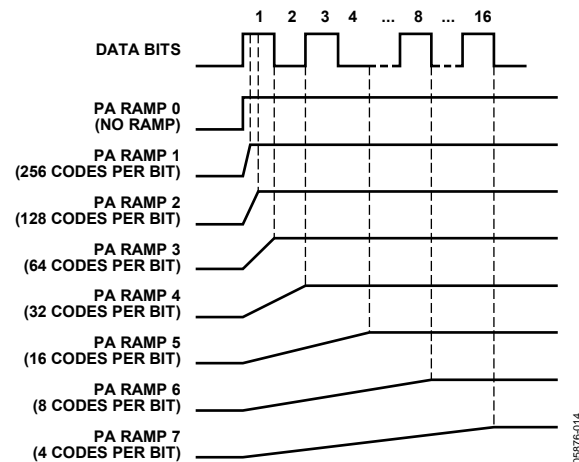 1 2 3 4 ... 8 ... 16
DATA BITS
PA RAMP 0
(NO RAMP)
PA RAMP 1
(256 CODES PER BIT)
PA RAMP 2
(128 CODES PER BIT)
PA RAMP 3
(64 CODES PER BIT)
PA RAMP 4
(32 CODES PER BIT)
PA RAMP 5
(16 CODES PER BIT)
PA RAMP 6
(8 CODES PER BIT)
PA RAMP 7
(4 CODES PER BIT)
05876-014